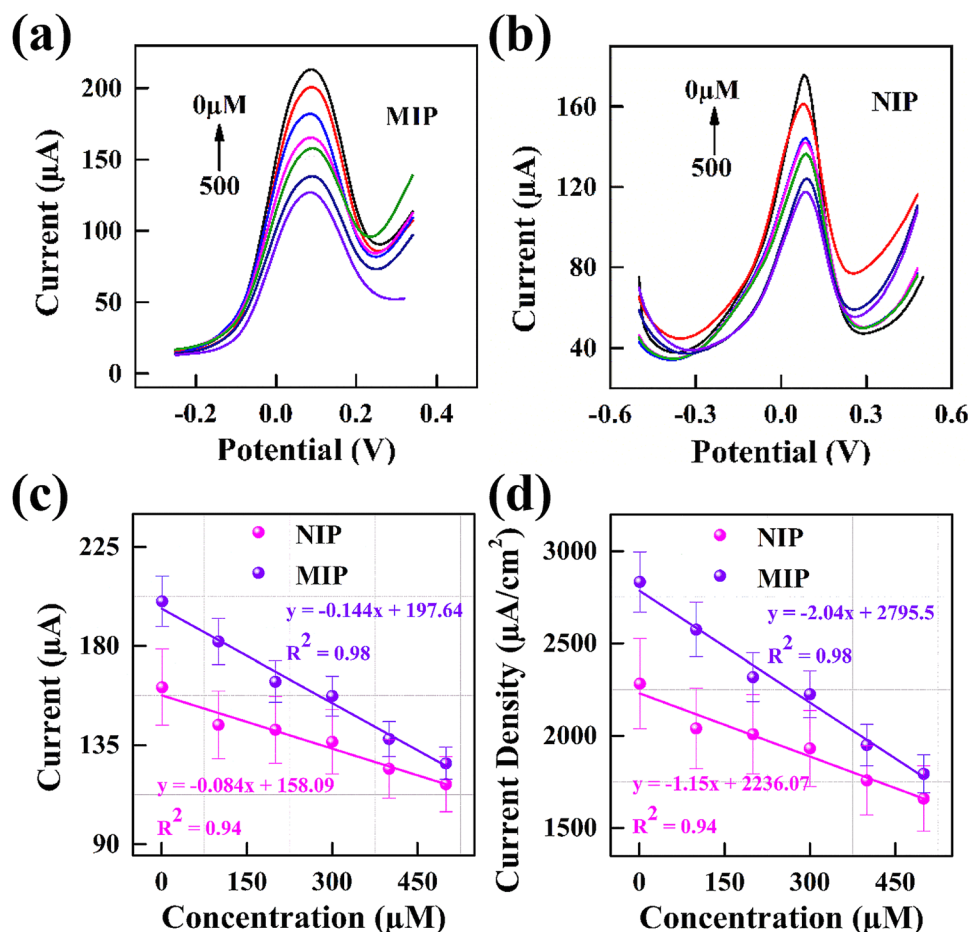 (a)
Current (μA)
200
150
100
50
0
0μM
500
MIP
-0.2
0.0
0.2
0.4
Potential (V)
(b)
Current (μA)
160
120
80
40
0μM
500
NIP
-0.6
-0.3
0.0
0.3
0.6
Potential (V)
(c)
Current (μA)
225
180
135
90
NIP
MIP
y = -0.144x + 197.64
R² = 0.98
y = -0.084x + 158.09
R² = 0.94
0
150
300
450
Concentration (μM)
(d)
Current Density (μA/cm²)
3000
2500
2000
1500
NIP
MIP
y = -2.04x + 2795.5
R² = 0.98
y = -1.15x + 2236.07
R² = 0.94
0
150
300
450
Concentration (μM)